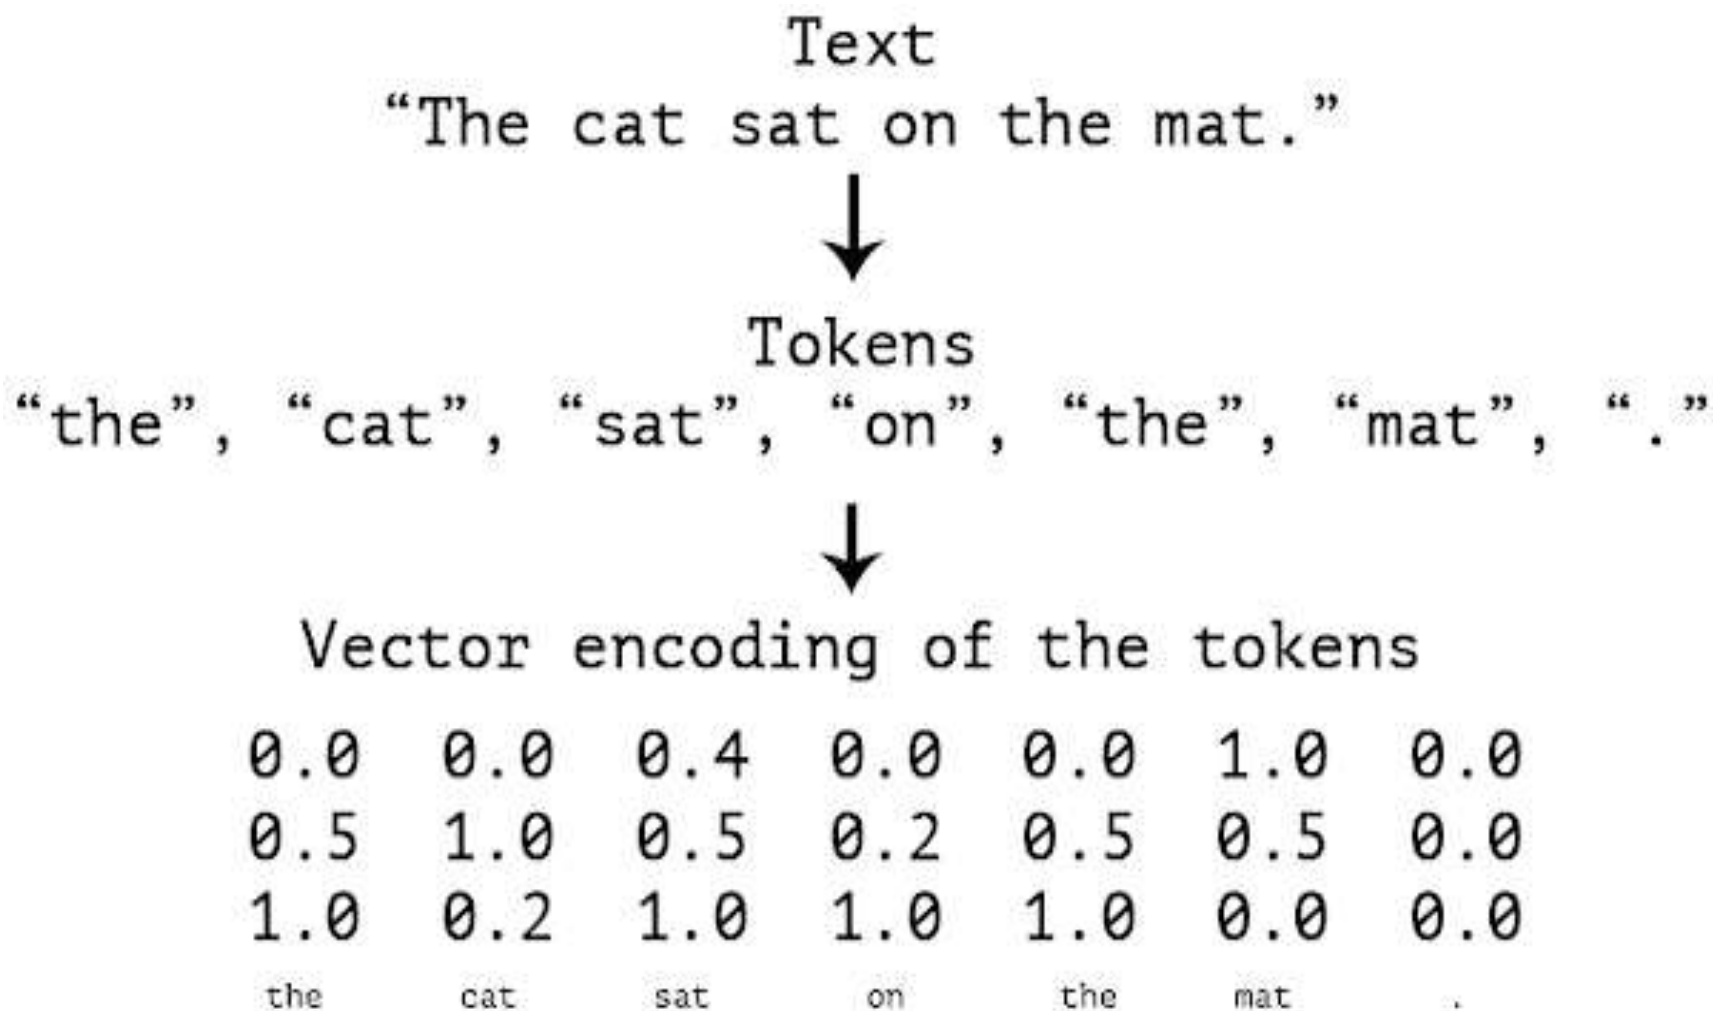 Text
“The cat sat on the mat.”
Tokens
“the”, “cat”, “sat”, “on”, “the”, “mat”, “.”
Vector encoding of the tokens
0.0 0.0 0.4 0.0 0.0 1.0 0.0
0.5 1.0 0.5 0.2 0.5 0.5 0.0
1.0 0.2 1.0 1.0 1.0 0.0 0.0
the cat sat on the mat .